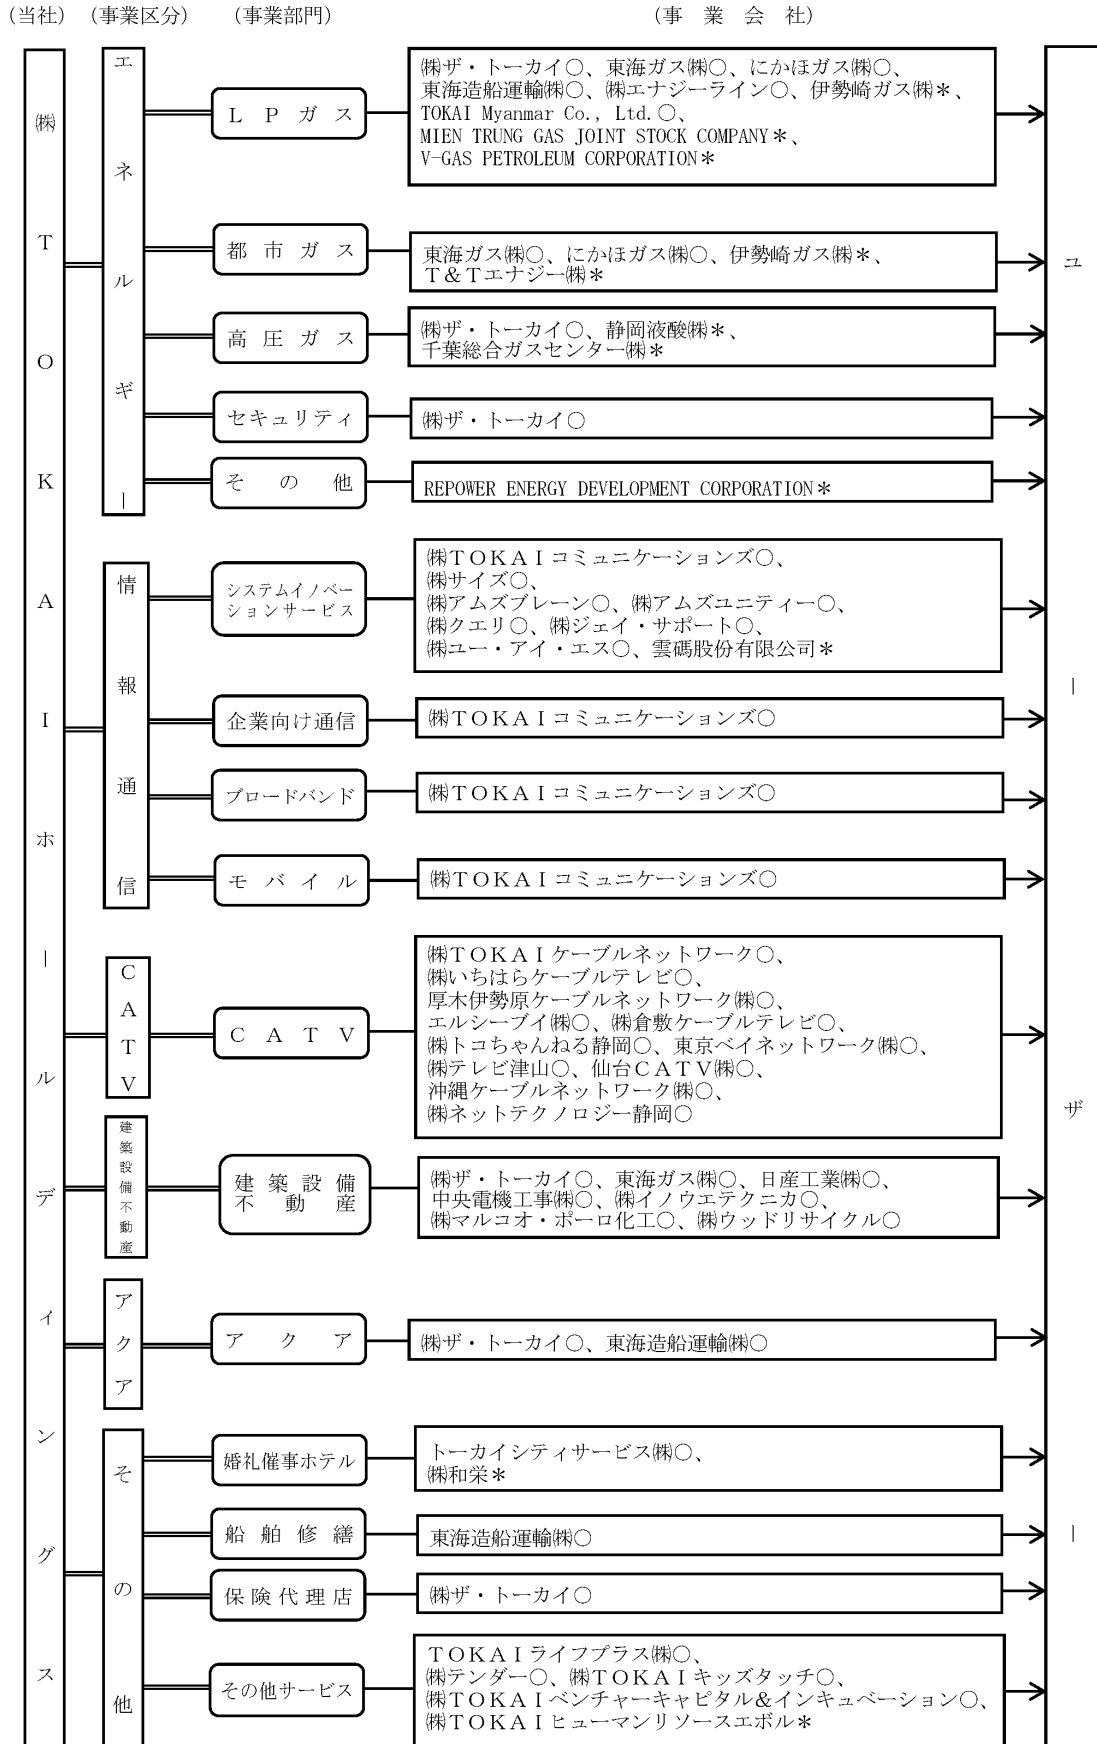 (当社) (事業区分) (事業部門) (事業会社)
㈱TOKAIホールディングス
エネルギー
LPガス
㈱ザ・トーカイ○、東海ガス㈱○、にかほガス㈱○、
東海造船運輸㈱○、㈱エナジーライン○、伊勢崎ガス㈱＊、
TOKAI Myanmar Co., Ltd.○、
MIEN TRUNG GAS JOINT STOCK COMPANY＊、
V-GAS PETROLEUM CORPORATION＊
都市ガス
東海ガス㈱○、にかほガス㈱○、伊勢崎ガス㈱＊、
T＆Tエナジー㈱＊
高圧ガス
㈱ザ・トーカイ○、静岡液酸㈱＊、
千葉総合ガスセンター㈱＊
セキュリティ
㈱ザ・トーカイ○
その他
REPOWER ENERGY DEVELOPMENT CORPORATION＊
情報通信
システムイノベー
ションサービス
㈱TOKAIコミュニケーションズ○、
㈱サイズ○、
㈱アムズブレーン○、㈱アムズユニティー○、
㈱クエリ○、㈱ジェイ・サポート○、
㈱ユー・アイ・エス○、雲碼股份有限公司＊
企業向け通信
㈱TOKAIコミュニケーションズ○
ブロードバンド
㈱TOKAIコミュニケーションズ○
モバイル
㈱TOKAIコミュニケーションズ○
CATV
CATV
㈱TOKAIケーブルネットワーク○、
㈱いちはらケーブルテレビ○、
厚木伊勢原ケーブルネットワーク㈱○、
エルシーブイ㈱○、㈱倉敷ケーブルテレビ○、
㈱トコちゃんねる静岡○、東京ベイネットワーク㈱○、
㈱テレビ津山○、仙台CATV㈱○、
沖縄ケーブルネットワーク㈱○、
㈱ネットテクノロジー静岡○
建築設備不動産
建築設備
不動産
㈱ザ・トーカイ○、東海ガス㈱○、日産工業㈱○、
中央電機工事㈱○、㈱イノウエテクニカ○、
㈱マルコオ・ポーロ化工○、㈱ウッドリサイクル○
アクア
アクア
㈱ザ・トーカイ○、東海造船運輸㈱○
その他
婚礼催事ホテル
トーカイシティサービス㈱○、
㈱和栄＊
船舶修繕
東海造船運輸㈱○
保険代理店
㈱ザ・トーカイ○
その他サービス
TOKAIライフプラス㈱○、
㈱テンダー○、㈱TOKAIキッズタッチ○、
㈱TOKAIベンチャーキャピタル&インキュベーション○、
㈱TOKAIヒューマンリソースエボル＊
ユーザー